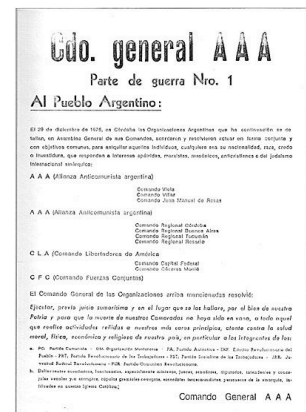 Cdo. general A A A
Parte de guerra Nro. 1
Al Pueblo Argentino:
El 29 de diciembre de 1975, en Córdoba las Organizaciones Argentinas que a continuación se de
tallan, en Asamblea General de sus Comandos, acordaron y resolvieron actuar en forma conjunta y
con objetivos comunes, para aniquilar aquellos individuos, cualquiera sea su nacionalidad, raza, credo
o investidura, que respondan a intereses apátridas, marxistas, masónicos, anticristianos o del judaísmo
Internacional sinárquico:
A A A (Alianza Anticomunista argentina)
Comando Viola
Comando Villar
Comando Juan Manuel de Rosas
A A A (Alianza Anticomunista argentina)
Comando Regional Córdoba
Comando Regional Buenos Aires
Comando Regional Tucumán
Comando Regional Rosario
C L A (Comando Libertadores de América)
Comando Capital Federal
Comando Cáceres Monié
C F C (Comando Fuerzas Conjuntas)
El Comando General de las Organizaciones arriba mencionadas resolvió:
Ejecutar, previo juicio sumarísimo y en el lugar que se los hallare, por el bien de nuestra
Patria y para que la muerte de nuestros Camaradas no haya sido en vano, a todo aquel
que realice actividades reñidas a nuestros más caros principios, atente contra la salud
moral, física, económica y religiosa de nuestro país, en particular a los integrantes de los:
Comando General A A A